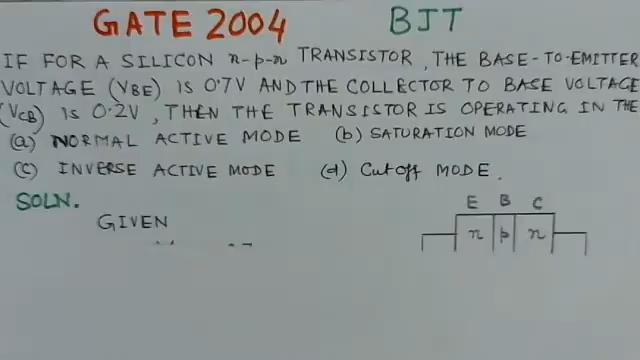 GATE 2004 BJT
IF FOR A SILICON n-p-n TRANSISTOR, THE BASE-TO-EMITTER
VOLTAGE (VBE) IS 0.7V AND THE COLLECTOR TO BASE VOLTAGE
(VCB) IS 0.2V, THEN THE TRANSISTOR IS OPERATING IN THE
(a) NORMAL ACTIVE MODE (b) SATURATION MODE
(c) INVERSE ACTIVE MODE (d) Cutoff MODE.
SOLN.
E B C
GIVEN
n p n